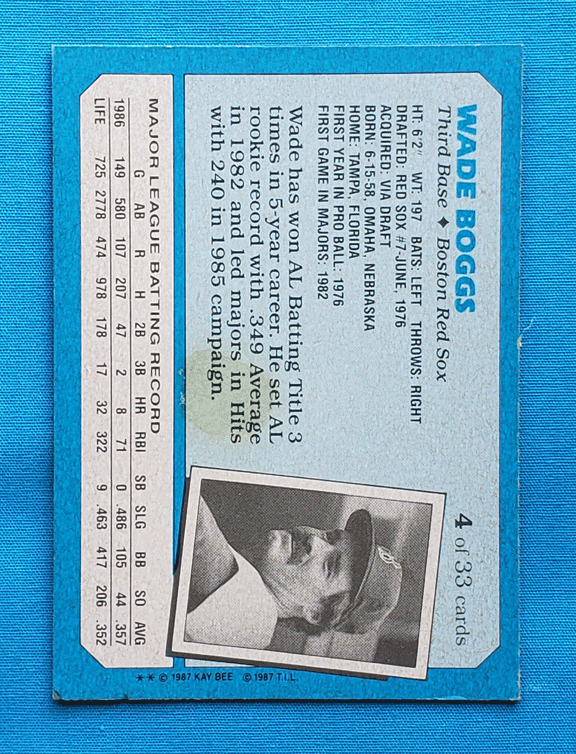 WADE BOGGS
Third Base ♦ Boston Red Sox
4 of 33 cards
HT: 6'2" WT: 197 BATS: LEFT THROWS: RIGHT
DRAFTED: RED SOX #7-JUNE, 1976
ACQUIRED: VIA DRAFT
BORN: 6-15-58, OMAHA, NEBRASKA
HOME: TAMPA, FLORIDA
FIRST YEAR IN PRO BALL: 1976
FIRST GAME IN MAJORS: 1982
Wade has won AL Batting Title 3
times in 5-year career. He set AL
rookie record with .349 Average
in 1982 and led majors in Hits
with 240 in 1985 campaign.
B
MAJOR LEAGUE BATTING RECORD
G AB R H 2B 3B HR RBI SB SLG BB SO AVG
1986 149 580 107 207 47 2 8 71 0 .486 105 44 .357
LIFE 725 2778 474 978 178 17 32 322 9 .463 417 206 .352
** © 1987 KAY BEE © 1987 T.I.L.